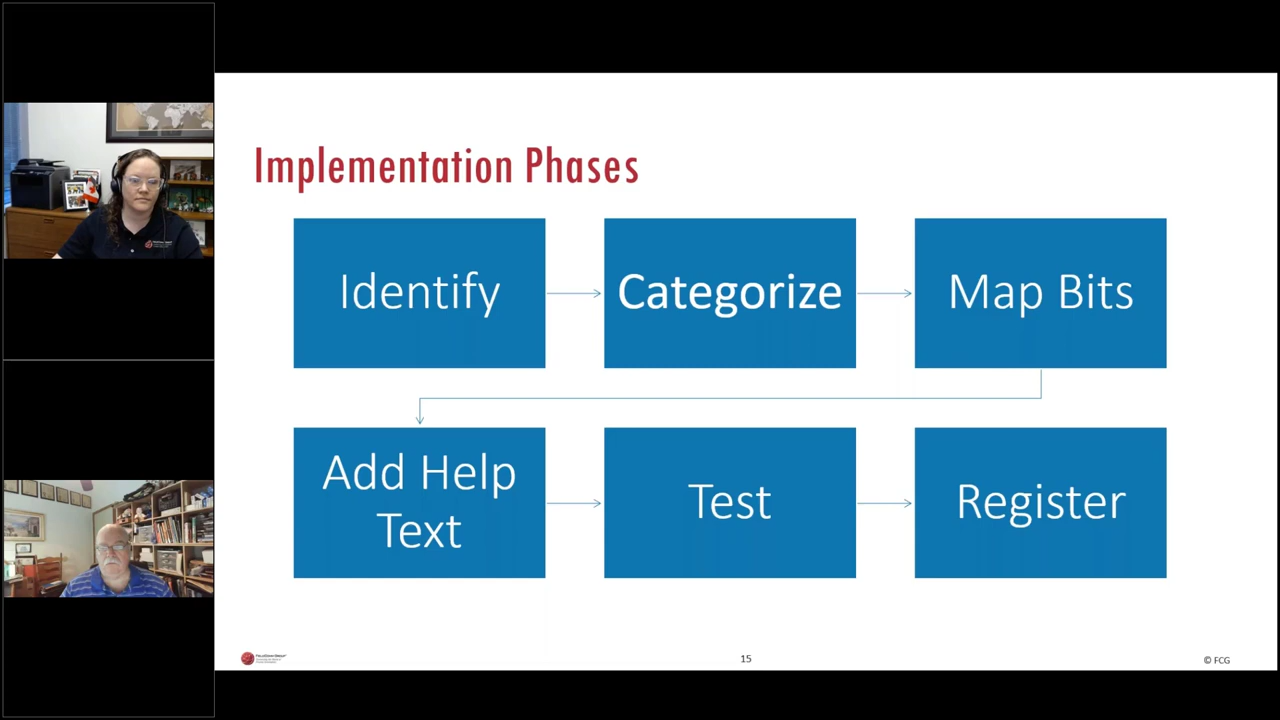 Implementation Phases
Identify
Categorize
Map Bits
Add Help
Text
Test
Register
15
© FCG